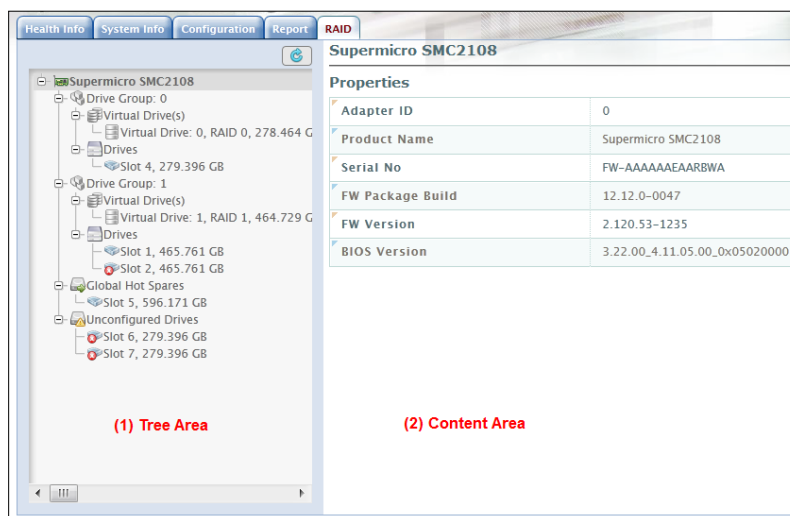 Health Info System Info Configuration Report RAID
Supermicro SMC2108
Drive Group: 0
Virtual Drive(s)
Virtual Drive: 0, RAID 0, 278.464 G
Drives
Slot 4, 279.396 GB
Drive Group: 1
Virtual Drive(s)
Virtual Drive: 1, RAID 1, 464.729 G
Drives
Slot 1, 465.761 GB
Slot 2, 465.761 GB
Global Hot Spares
Slot 5, 596.171 GB
Unconfigured Drives
Slot 6, 279.396 GB
Slot 7, 279.396 GB
(1) Tree Area
Supermicro SMC2108
Properties
Adapter ID 0
Product Name Supermicro SMC2108
Serial No FW-AAAAAAEAARBWA
FW Package Build 12.12.0-0047
FW Version 2.120.53-1235
BIOS Version 3.22.00_4.11.05.00_0x05020000
(2) Content Area